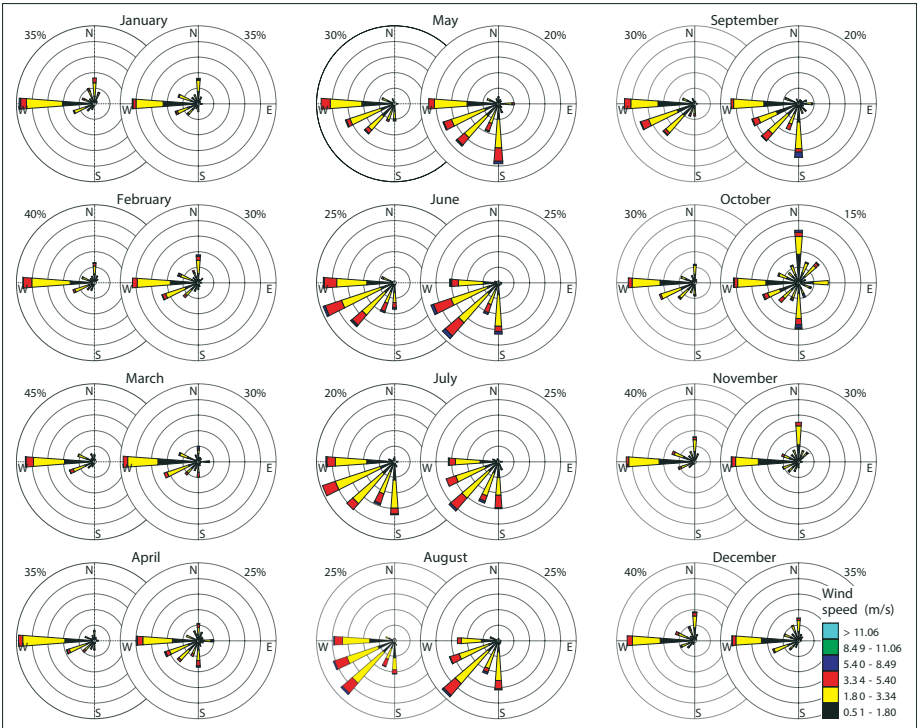 January May September
35% N N 35% 30% N N 20% 30% N N 20%
W W E W W E W W E
S S S S S S
February June October
40% N N 30% 25% N N 25% 30% N N 15%
W W E W W E W W E
S S S S S S
March July November
45% N N 25% 20% N N 25% 40% N N 30%
W W E W W E W W E
S S S S S S
April August December
35% N N 25% 25% N N 25% 40% N N 35%
W W E W W E W W
S S S S S S
Wind
speed (m/s)
> 11.06
8.49 - 11.06
5.40 - 8.49
3.34 - 5.40
1.80 - 3.34
0.51 - 1.80